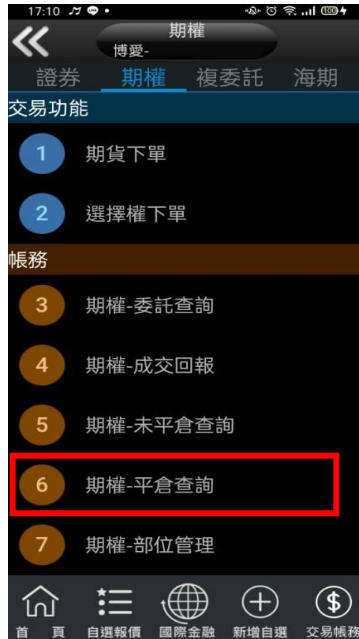 17:10
期權
博愛-
證券 期權 複委託 海期
交易功能
1 期貨下單
2 選擇權下單
帳務
3 期權-委託查詢
4 期權-成交回報
5 期權-未平倉查詢
6 期權-平倉查詢
7 期權-部位管理
首 頁 自選報價 國際金融 新增自選 交易帳務